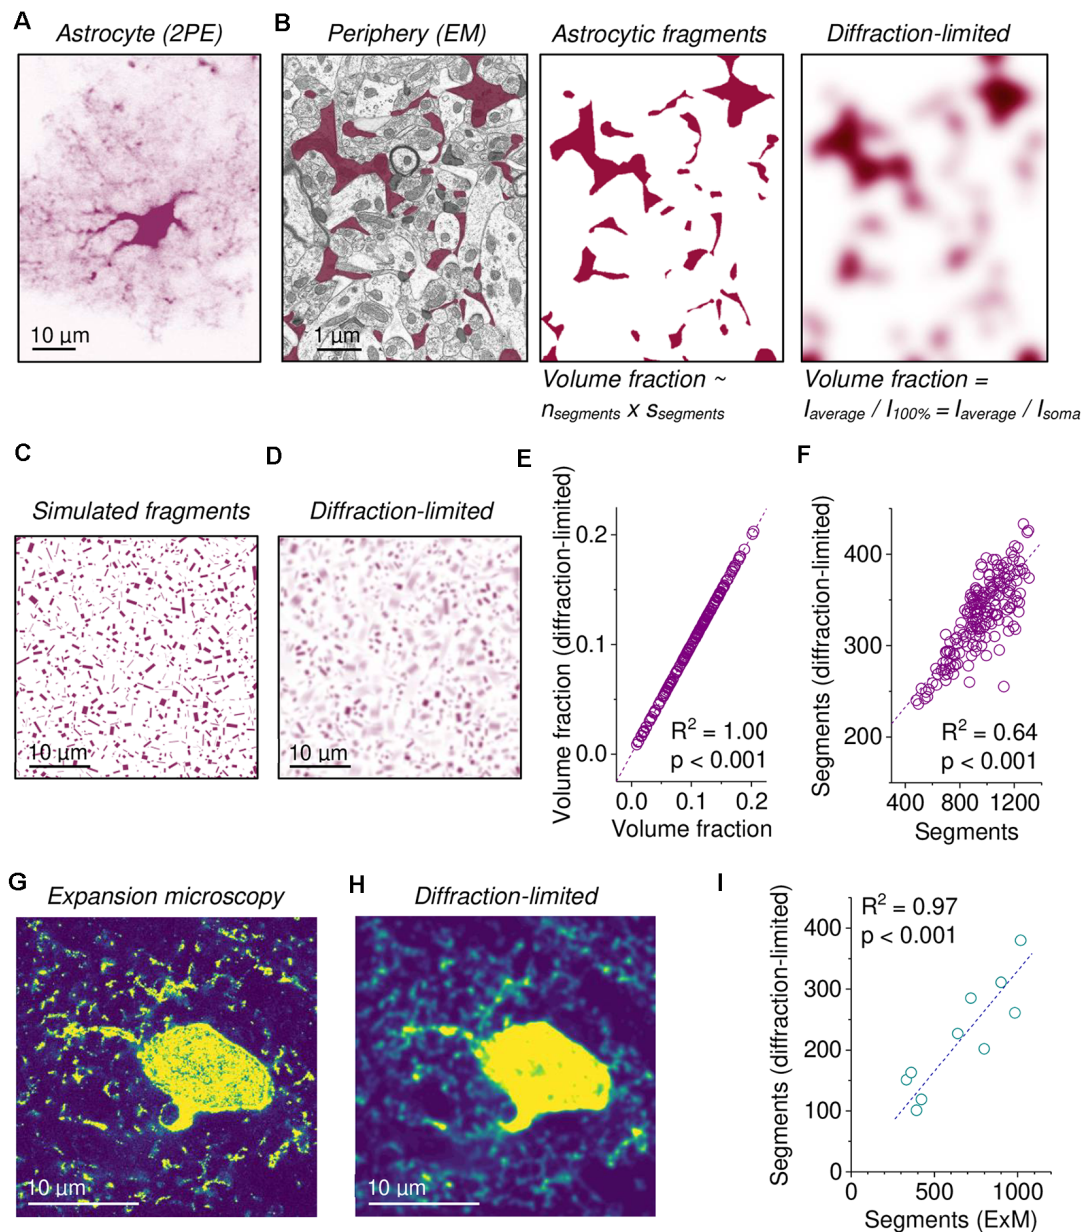 A
Astrocyte (2PE)
10 µm
B
Periphery (EM)
1 µm
Astrocytic fragments
Volume fraction ~
nsegments x ssegments
Diffraction-limited
Volume fraction =
Iaverage / I100% = Iaverage / Isoma
C
Simulated fragments
10 µm
D
Diffraction-limited
10 µm
E
Volume fraction (diffraction-limited)
0.2
0.1
0.0
R2 = 1.00
p < 0.001
0.0 0.1 0.2
Volume fraction
F
Segments (diffraction-limited)
400
300
200
R2 = 0.64
p < 0.001
400 800 1200
Segments
G
Expansion microscopy
10 µm
H
Diffraction-limited
10 µm
I
Segments (diffraction-limited)
400
300
200
100
0
R2 = 0.97
p < 0.001
0 500 1000
Segments (ExM)